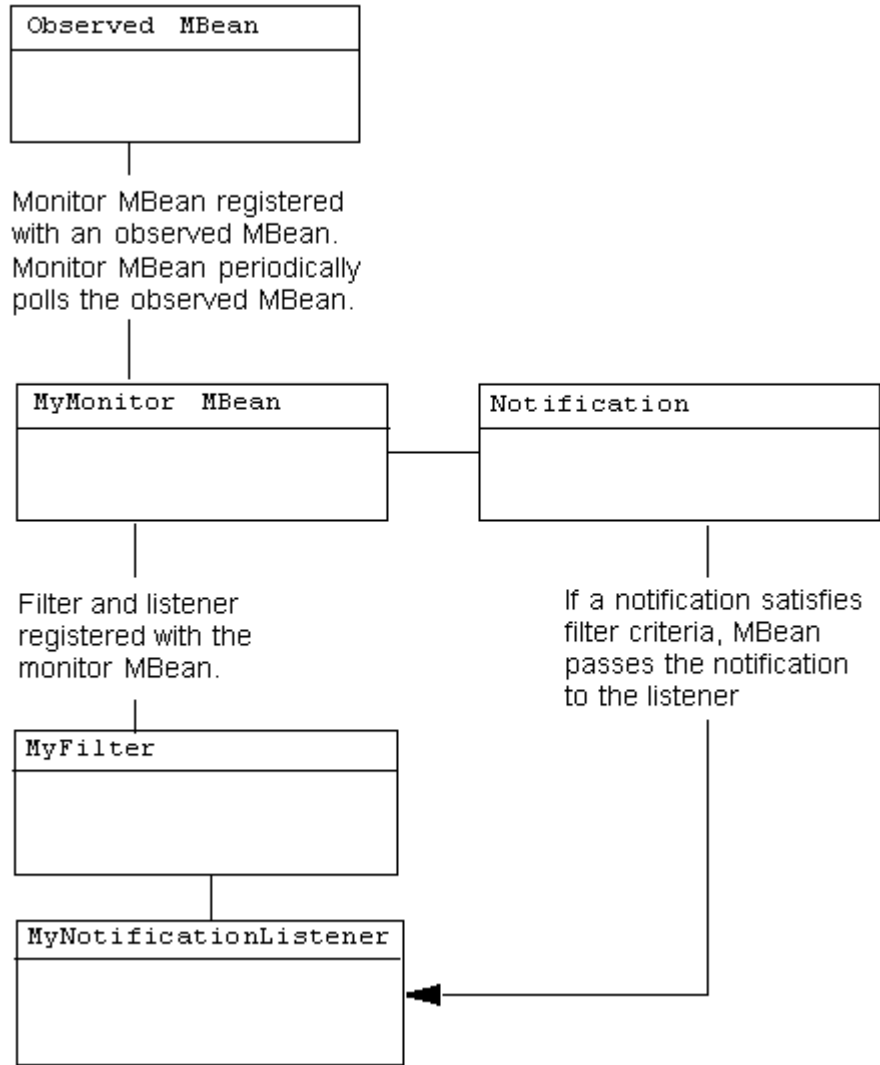 Observed MBean
Monitor MBean registered
with an observed MBean.
Monitor MBean periodically
polls the observed MBean.
MyMonitor MBean
Notification
Filter and listener
registered with the
monitor MBean.
If a notification satisfies
filter criteria, MBean
passes the notification
to the listener
MyFilter
MyNotificationListener